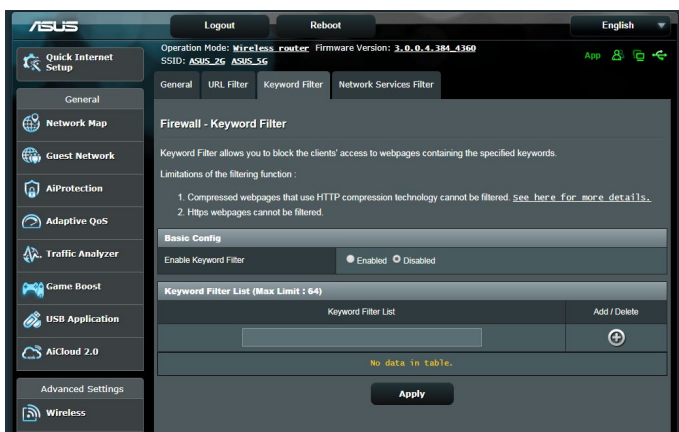 ASUS
Logout
Reboot
English
Quick Internet Setup
Operation Mode: Wireless router Firmware Version: 3.0.0.4.384_4360
SSID: ASUS_2G ASUS_5G
App
General
URL Filter
Keyword Filter
Network Services Filter
General
Network Map
Guest Network
AiProtection
Adaptive QoS
Traffic Analyzer
Game Boost
USB Application
AiCloud 2.0
Advanced Settings
Wireless
Firewall - Keyword Filter
Keyword Filter allows you to block the clients' access to webpages containing the specified keywords.
Limitations of the filtering function :
1. Compressed webpages that use HTTP compression technology cannot be filtered. See here for more details.
2. Https webpages cannot be filtered.
Basic Config
Enable Keyword Filter
Enabled Disabled
Keyword Filter List (Max Limit : 64)
Keyword Filter List
Add / Delete
No data in table.
Apply